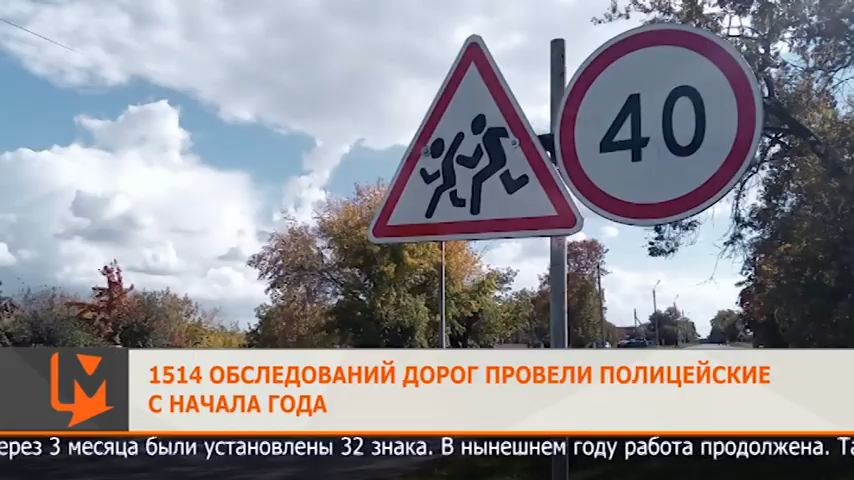 40
1514 ОБСЛЕДОВАНИЙ ДОРОГ ПРОВЕЛИ ПОЛИЦЕЙСКИЕ
С НАЧАЛА ГОДА
ерез 3 месяца были установлены 32 знака. В нынешнем году работа продолжена. Та